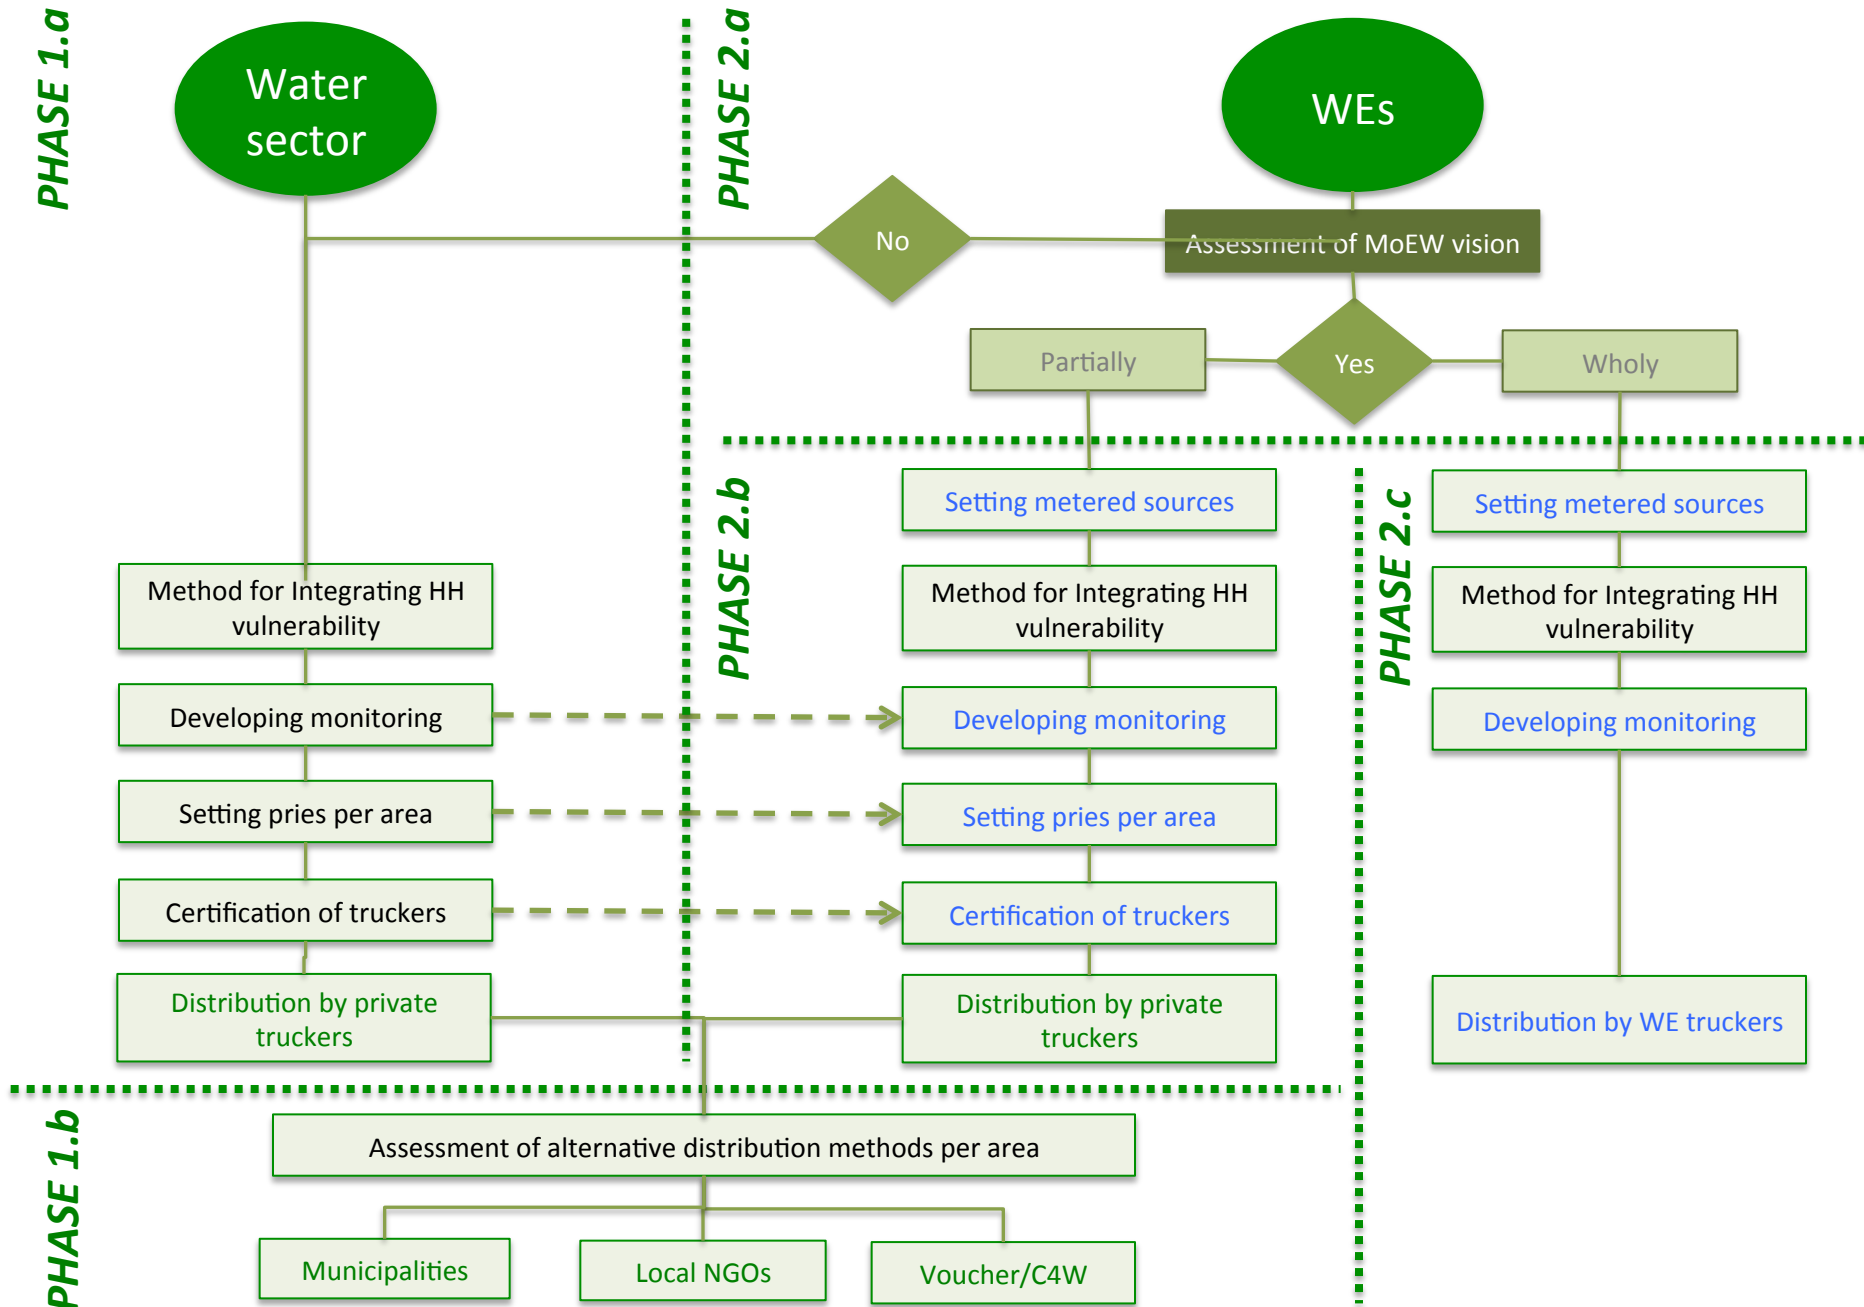 PHASE 1.a
Water
sector
PHASE 2.a
WEs
No
Assessment of MoEW vision
Partially
Yes
Wholy
PHASE 2.b
Setting metered sources
PHASE 2.c
Setting metered sources
Method for Integrating HH
vulnerability
Method for Integrating HH
vulnerability
Method for Integrating HH
vulnerability
Developing monitoring
Developing monitoring
Developing monitoring
Setting pries per area
Setting pries per area
Certification of truckers
Certification of truckers
Distribution by private
truckers
Distribution by private
truckers
Distribution by WE truckers
PHASE 1.b
Assessment of alternative distribution methods per area
Municipalities
Local NGOs
Voucher/C4W